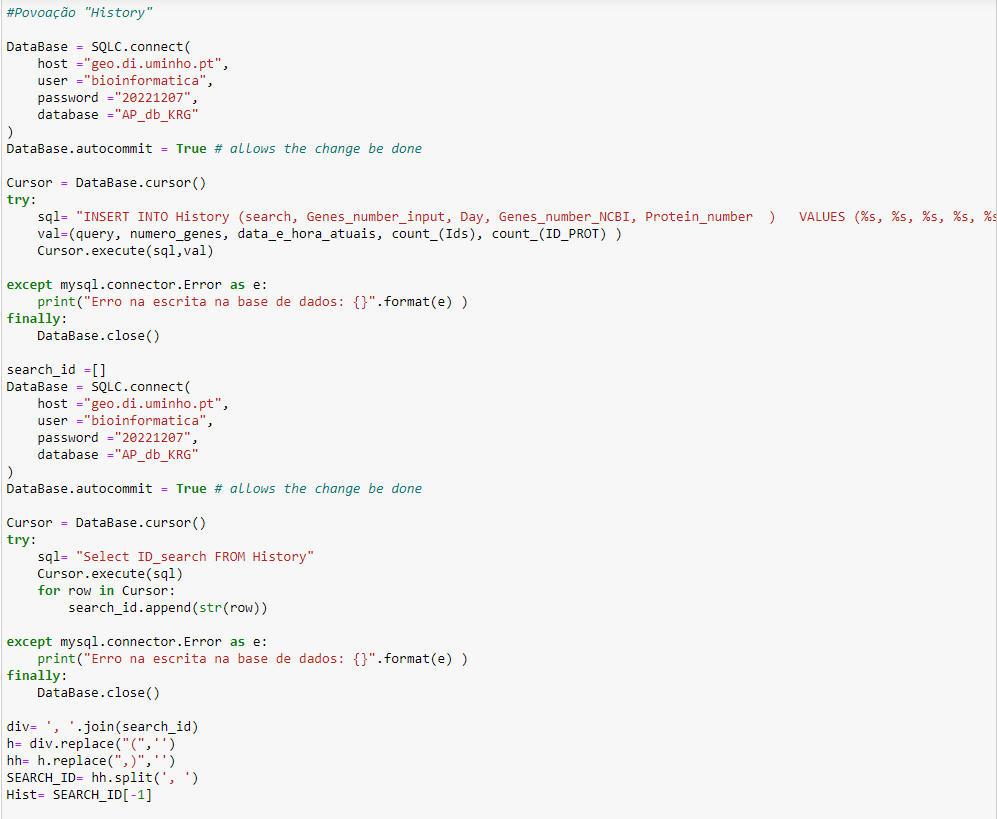 #Povoação "History"
DataBase = SQLC.connect(
    host ="geo.di.uminho.pt",
    user ="bioinformatica",
    password ="20221207",
    database ="AP_db_KRG"
)
DataBase.autocommit = True # allows the change be done
Cursor = DataBase.cursor()
try:
    sql= "INSERT INTO History (search, Genes_number_input, Day, Genes_number_NCBI, Protein_number  )   VALUES (%s, %s, %s, %s, %s
    val=(query, numero_genes, data_e_hora_atuais, count_(Ids), count_(ID_PROT) )
    Cursor.execute(sql,val)
except mysql.connector.Error as e:
    print("Erro na escrita na base de dados: {}".format(e) )
finally:
    DataBase.close()
search_id =[]
DataBase = SQLC.connect(
    host ="geo.di.uminho.pt",
    user ="bioinformatica",
    password ="20221207",
    database ="AP_db_KRG"
)
DataBase.autocommit = True # allows the change be done
Cursor = DataBase.cursor()
try:
    sql= "Select ID_search FROM History"
    Cursor.execute(sql)
    for row in Cursor:
        search_id.append(str(row))
except mysql.connector.Error as e:
    print("Erro na escrita na base de dados: {}".format(e) )
finally:
    DataBase.close()
div= ', '.join(search_id)
h= div.replace("(",'')
hh= h.replace(",)",'')
SEARCH_ID= hh.split(', ')
Hist= SEARCH_ID[-1]